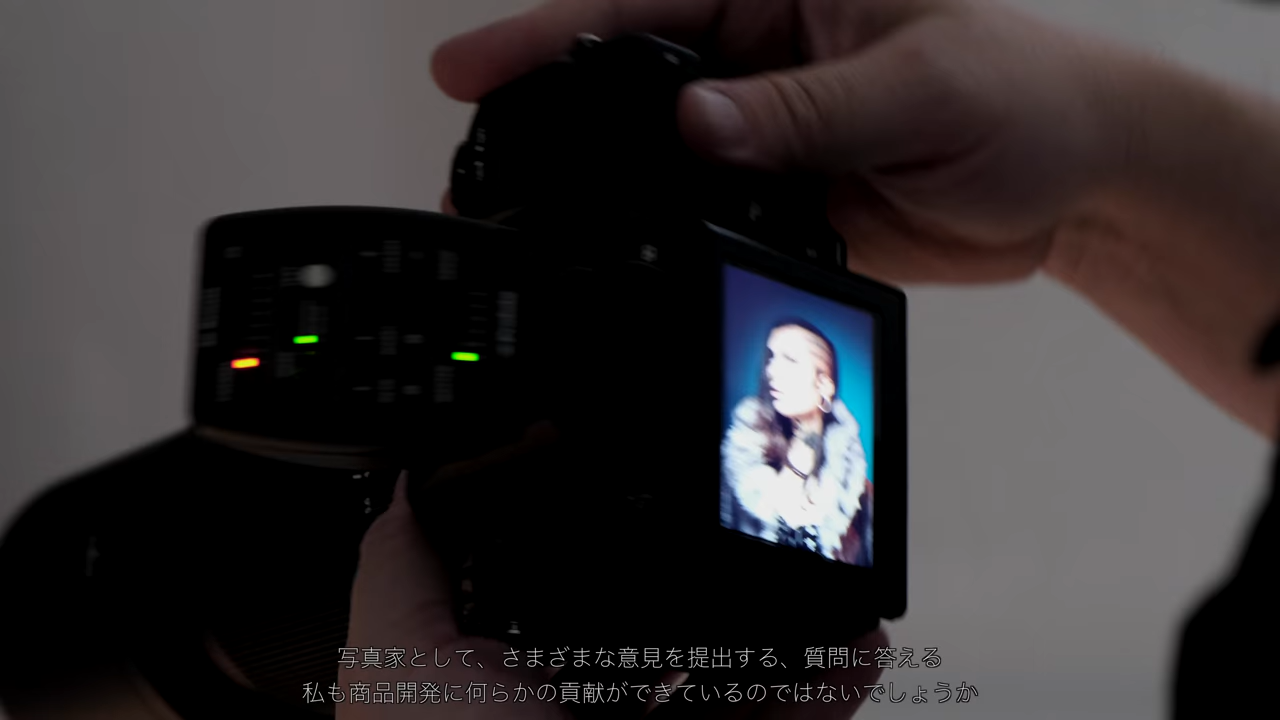 写真家として、さまざまな意見を提出する、質問に答える
私も商品開発に何らかの貢献ができているのではないでしょうか